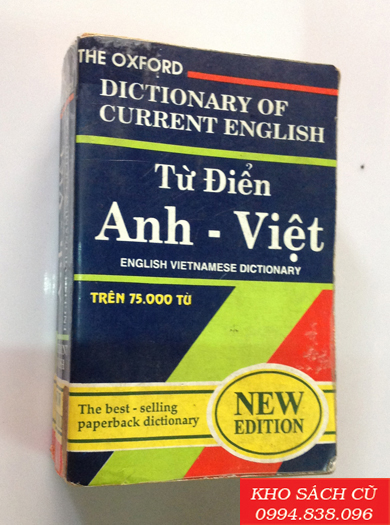 THE OXFORD
DICTIONARY OF
CURRENT ENGLISH
Từ Điển
Anh - Việt
ENGLISH VIETNAMESE DICTIONARY
TRÊN 75.000 TỪ
The best - selling
paperback dictionary
NEW
EDITION
KHO SÁCH CŨ
0994.838.096